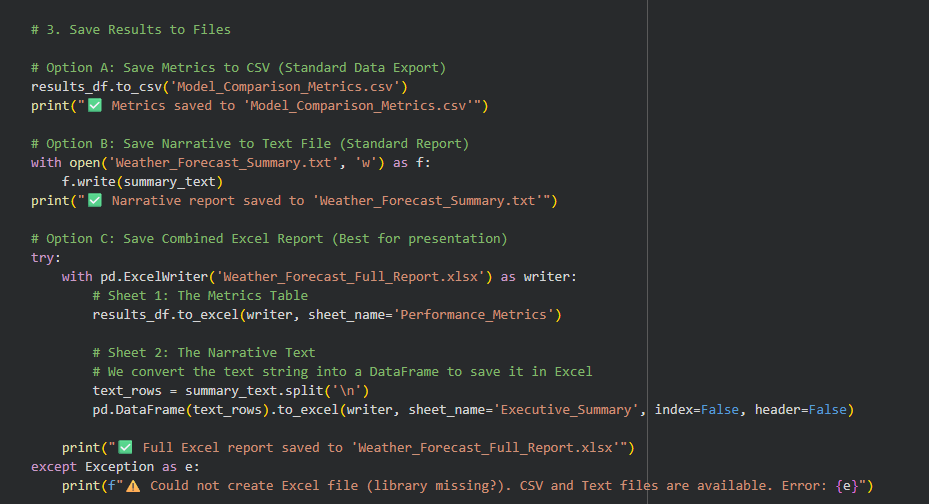 # 3. Save Results to Files
# Option A: Save Metrics to CSV (Standard Data Export)
results_df.to_csv('Model_Comparison_Metrics.csv')
print("✅ Metrics saved to 'Model_Comparison_Metrics.csv'")
# Option B: Save Narrative to Text File (Standard Report)
with open('Weather_Forecast_Summary.txt', 'w') as f:
    f.write(summary_text)
print("✅ Narrative report saved to 'Weather_Forecast_Summary.txt'")
# Option C: Save Combined Excel Report (Best for presentation)
try:
    with pd.ExcelWriter('Weather_Forecast_Full_Report.xlsx') as writer:
        # Sheet 1: The Metrics Table
        results_df.to_excel(writer, sheet_name='Performance_Metrics')
        # Sheet 2: The Narrative Text
        # We convert the text string into a DataFrame to save it in Excel
        text_rows = summary_text.split('\n')
        pd.DataFrame(text_rows).to_excel(writer, sheet_name='Executive_Summary', index=False, header=False)
    print("✅ Full Excel report saved to 'Weather_Forecast_Full_Report.xlsx'")
except Exception as e:
    print(f"⚠️ Could not create Excel file (library missing?). CSV and Text files are available. Error: {e}")